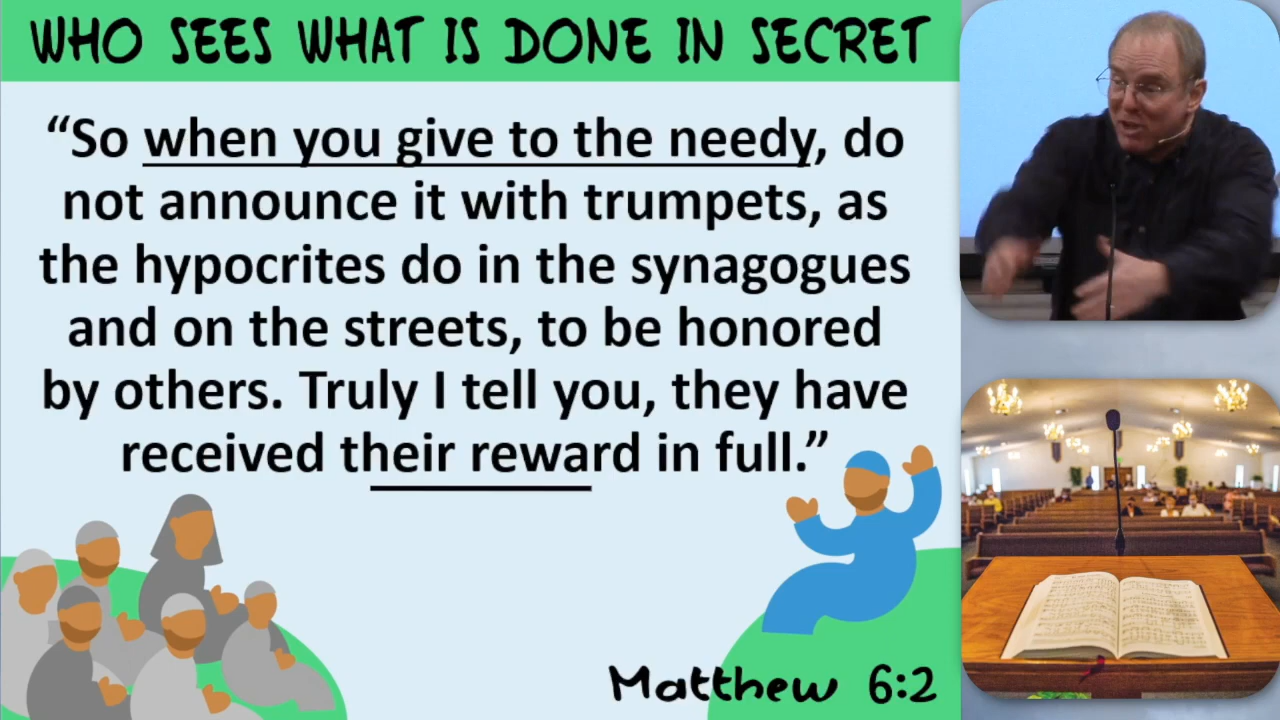 WHO SEES WHAT IS DONE IN SECRET
“So when you give to the needy, do
not announce it with trumpets, as
the hypocrites do in the synagogues
and on the streets, to be honored
by others. Truly I tell you, they have
received their reward in full.”
Matthew 6:2